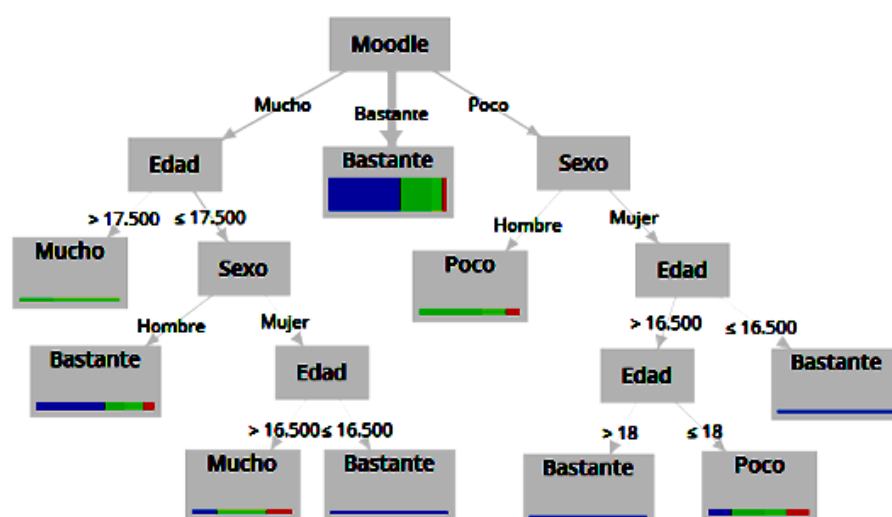 Moodle
Mucho
Bastante
Poco
Edad
Bastante
Sexo
> 17.500
≤ 17.500
Hombre
Mujer
Mucho
Sexo
Poco
Edad
Hombre
Mujer
> 16.500
≤ 16.500
Bastante
Edad
Edad
Bastante
> 16.500
≤ 16.500
> 18
≤ 18
Mucho
Bastante
Bastante
Poco